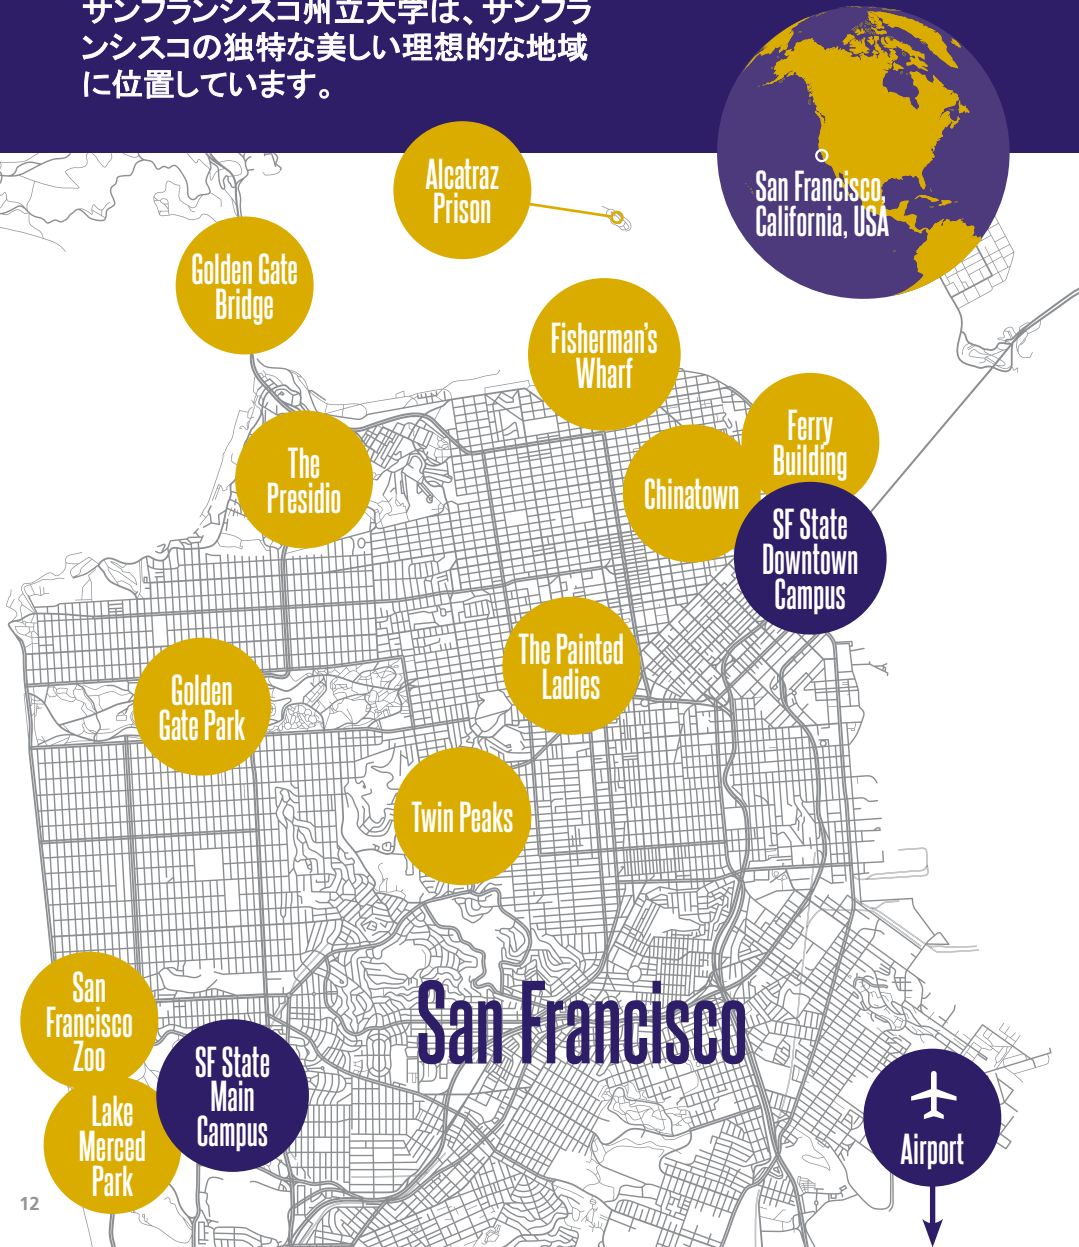 サンフランシスコ州立大学は、サンフラ
ンシスコの独特な美しい理想的な地域
に位置しています。
San Francisco,
California, USA
Alcatraz
Prison
Golden Gate
Bridge
Fisherman's
Wharf
Ferry
Building
The
Presidio
Chinatown
SF State
Downtown
Campus
The Painted
Ladies
Golden
Gate Park
Twin Peaks
San
Francisco
Zoo
San Francisco
SF State
Main
Campus
Lake
Merced
Park
Airport
12